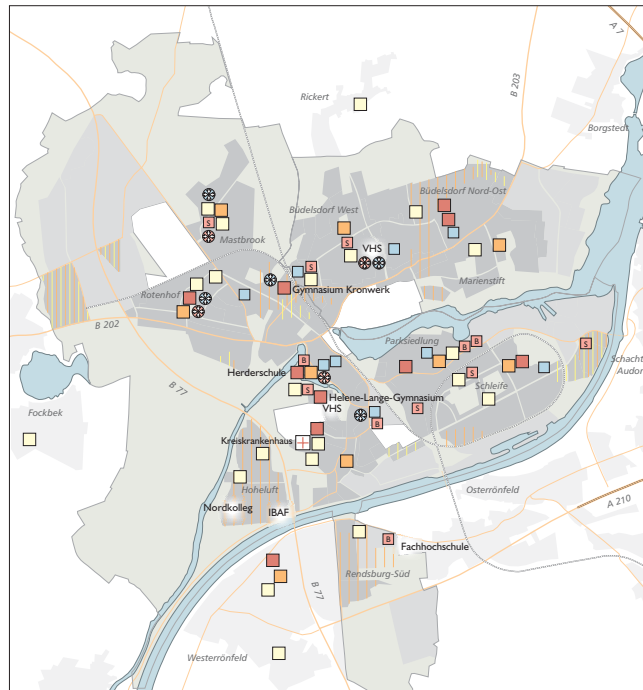 A 7
B 203
Rickert
Borgstedt
Büdelsdorf Nord-Ost
Büdelsdorf West
S
S
Mastbrook
VHS
Marienstift
S
Gymnasium Kronwerk
Rotenhof
B 202
Parksiedlung
B
B
S
Schacht
Audor
B
Herderschule
S
Schleife
B 77
S
Helene-Lange-Gymnasium
VHS
S
B
Fockbek
Kreiskrankenhaus
Hoheluft
Osterrönfeld
A 210
Nordkolleg
IBAF
B
Fachhochschule
Rendsburg-Süd
B 77
Westerrönfeld